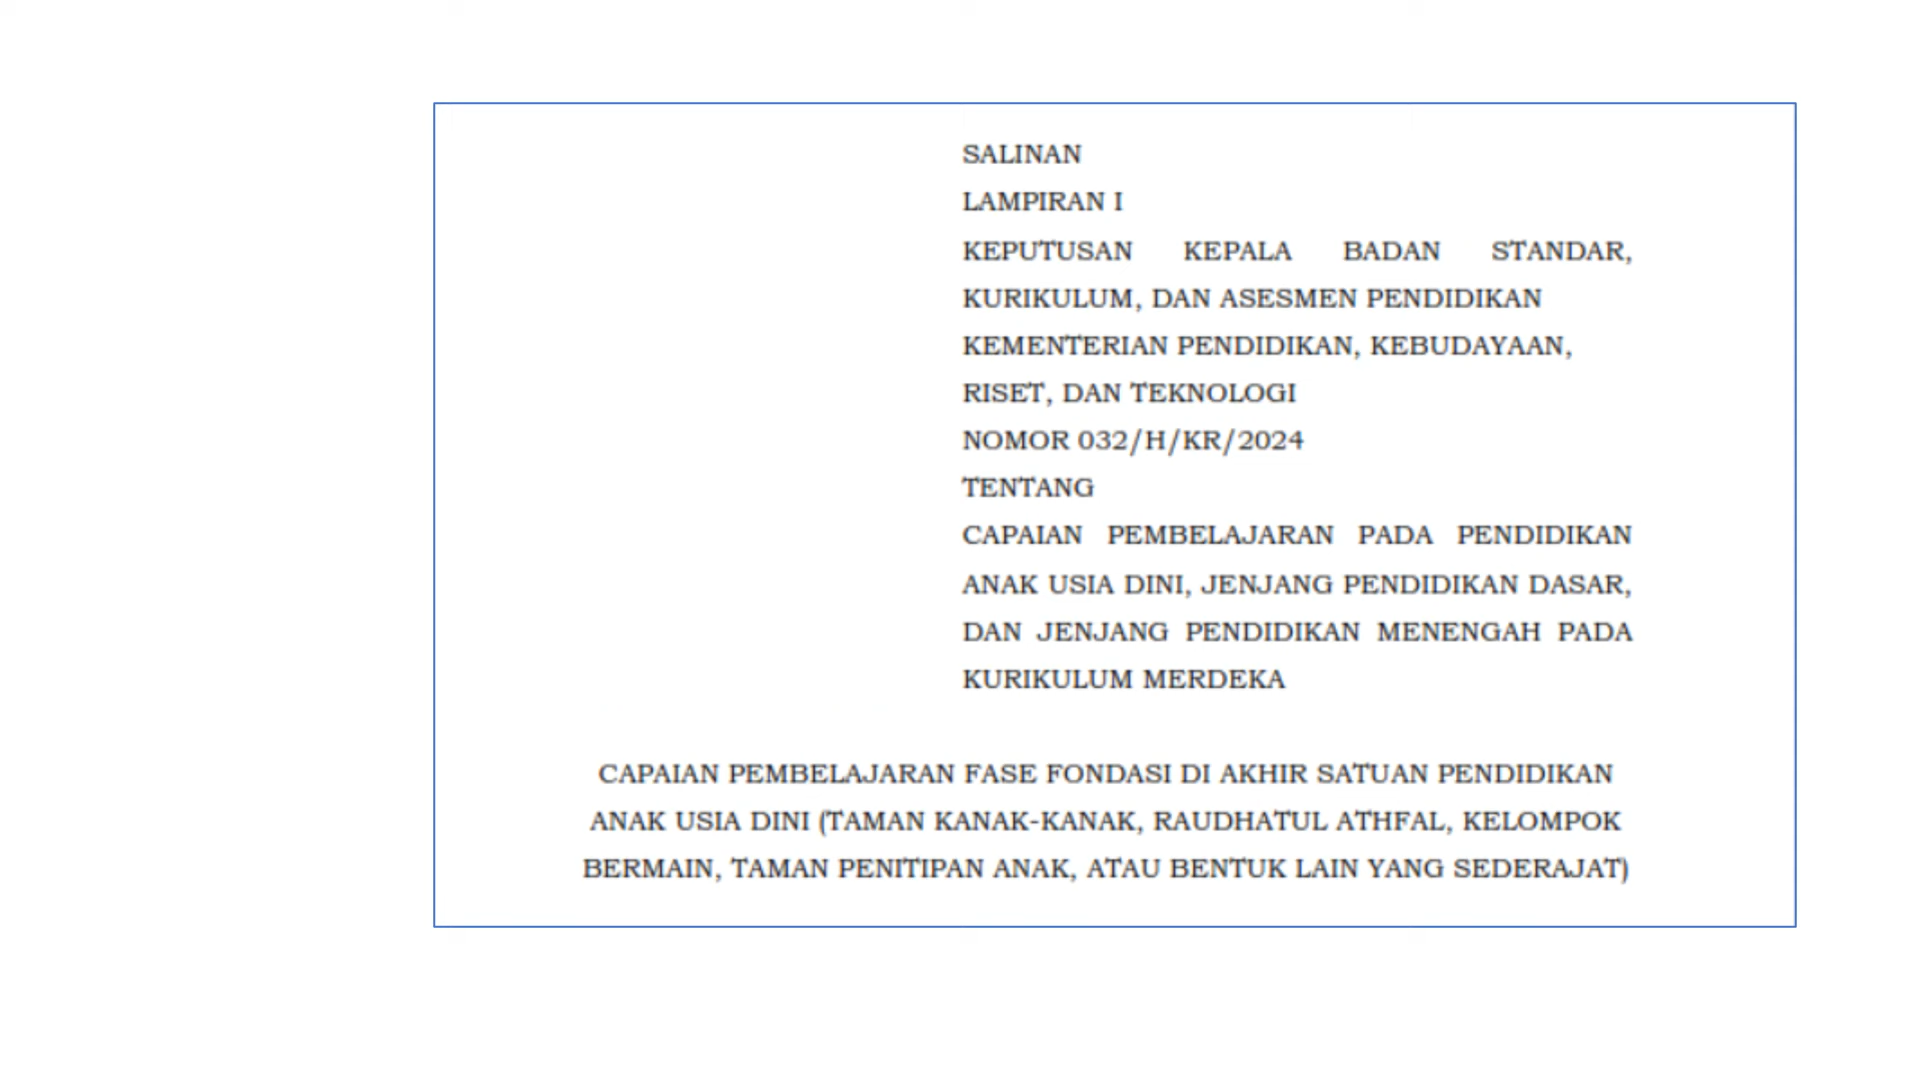 SALINAN
LAMPIRAN I
KEPUTUSAN KEPALA BADAN STANDAR,
KURIKULUM, DAN ASESMEN PENDIDIKAN
KEMENTERIAN PENDIDIKAN, KEBUDAYAAN,
RISET, DAN TEKNOLOGI
NOMOR 032/H/KR/2024
TENTANG
CAPAIAN PEMBELAJARAN PADA PENDIDIKAN
ANAK USIA DINI, JENJANG PENDIDIKAN DASAR,
DAN JENJANG PENDIDIKAN MENENGAH PADA
KURIKULUM MERDEKA
CAPAIAN PEMBELAJARAN FASE FONDASI DI AKHIR SATUAN PENDIDIKAN
ANAK USIA DINI (TAMAN KANAK-KANAK, RAUDHATUL ATHFAL, KELOMPOK
BERMAIN, TAMAN PENITIPAN ANAK, ATAU BENTUK LAIN YANG SEDERAJAT)